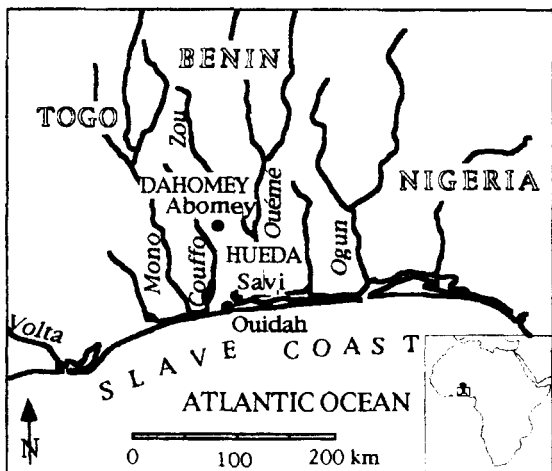 BENIN
TOGO
Zou
NIGERIA
DAHOMEY
Abomey
Ouémé
Mono
Couffo
HUEDA
Savi
Ogun
Volta
Ouidah
SLAVE COAST
ATLANTIC OCEAN
N
0 100 200 km